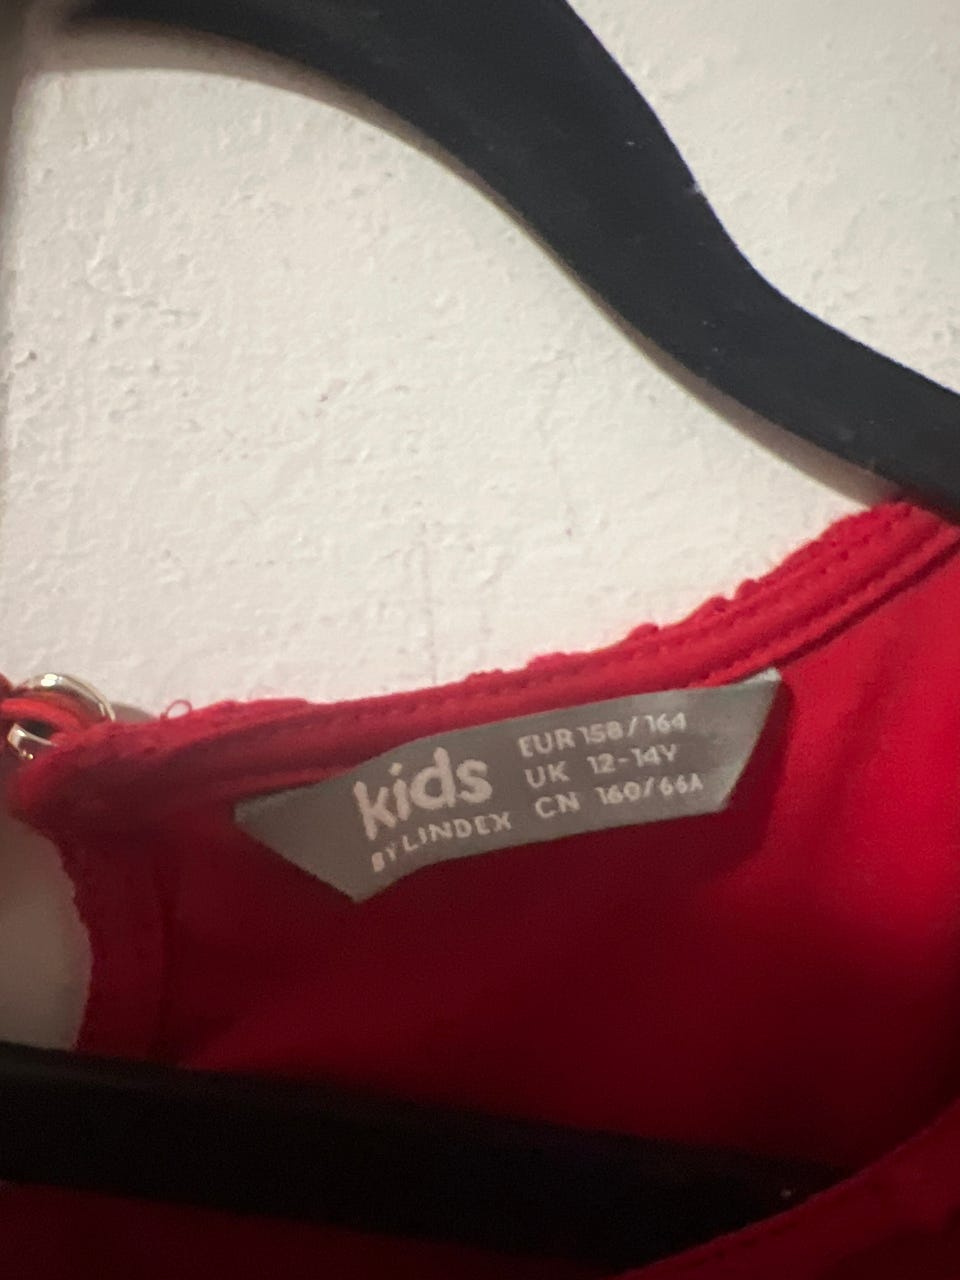 kids
BY LINDEX
EUR 158/164
UK 12-14Y
CN 160/66A